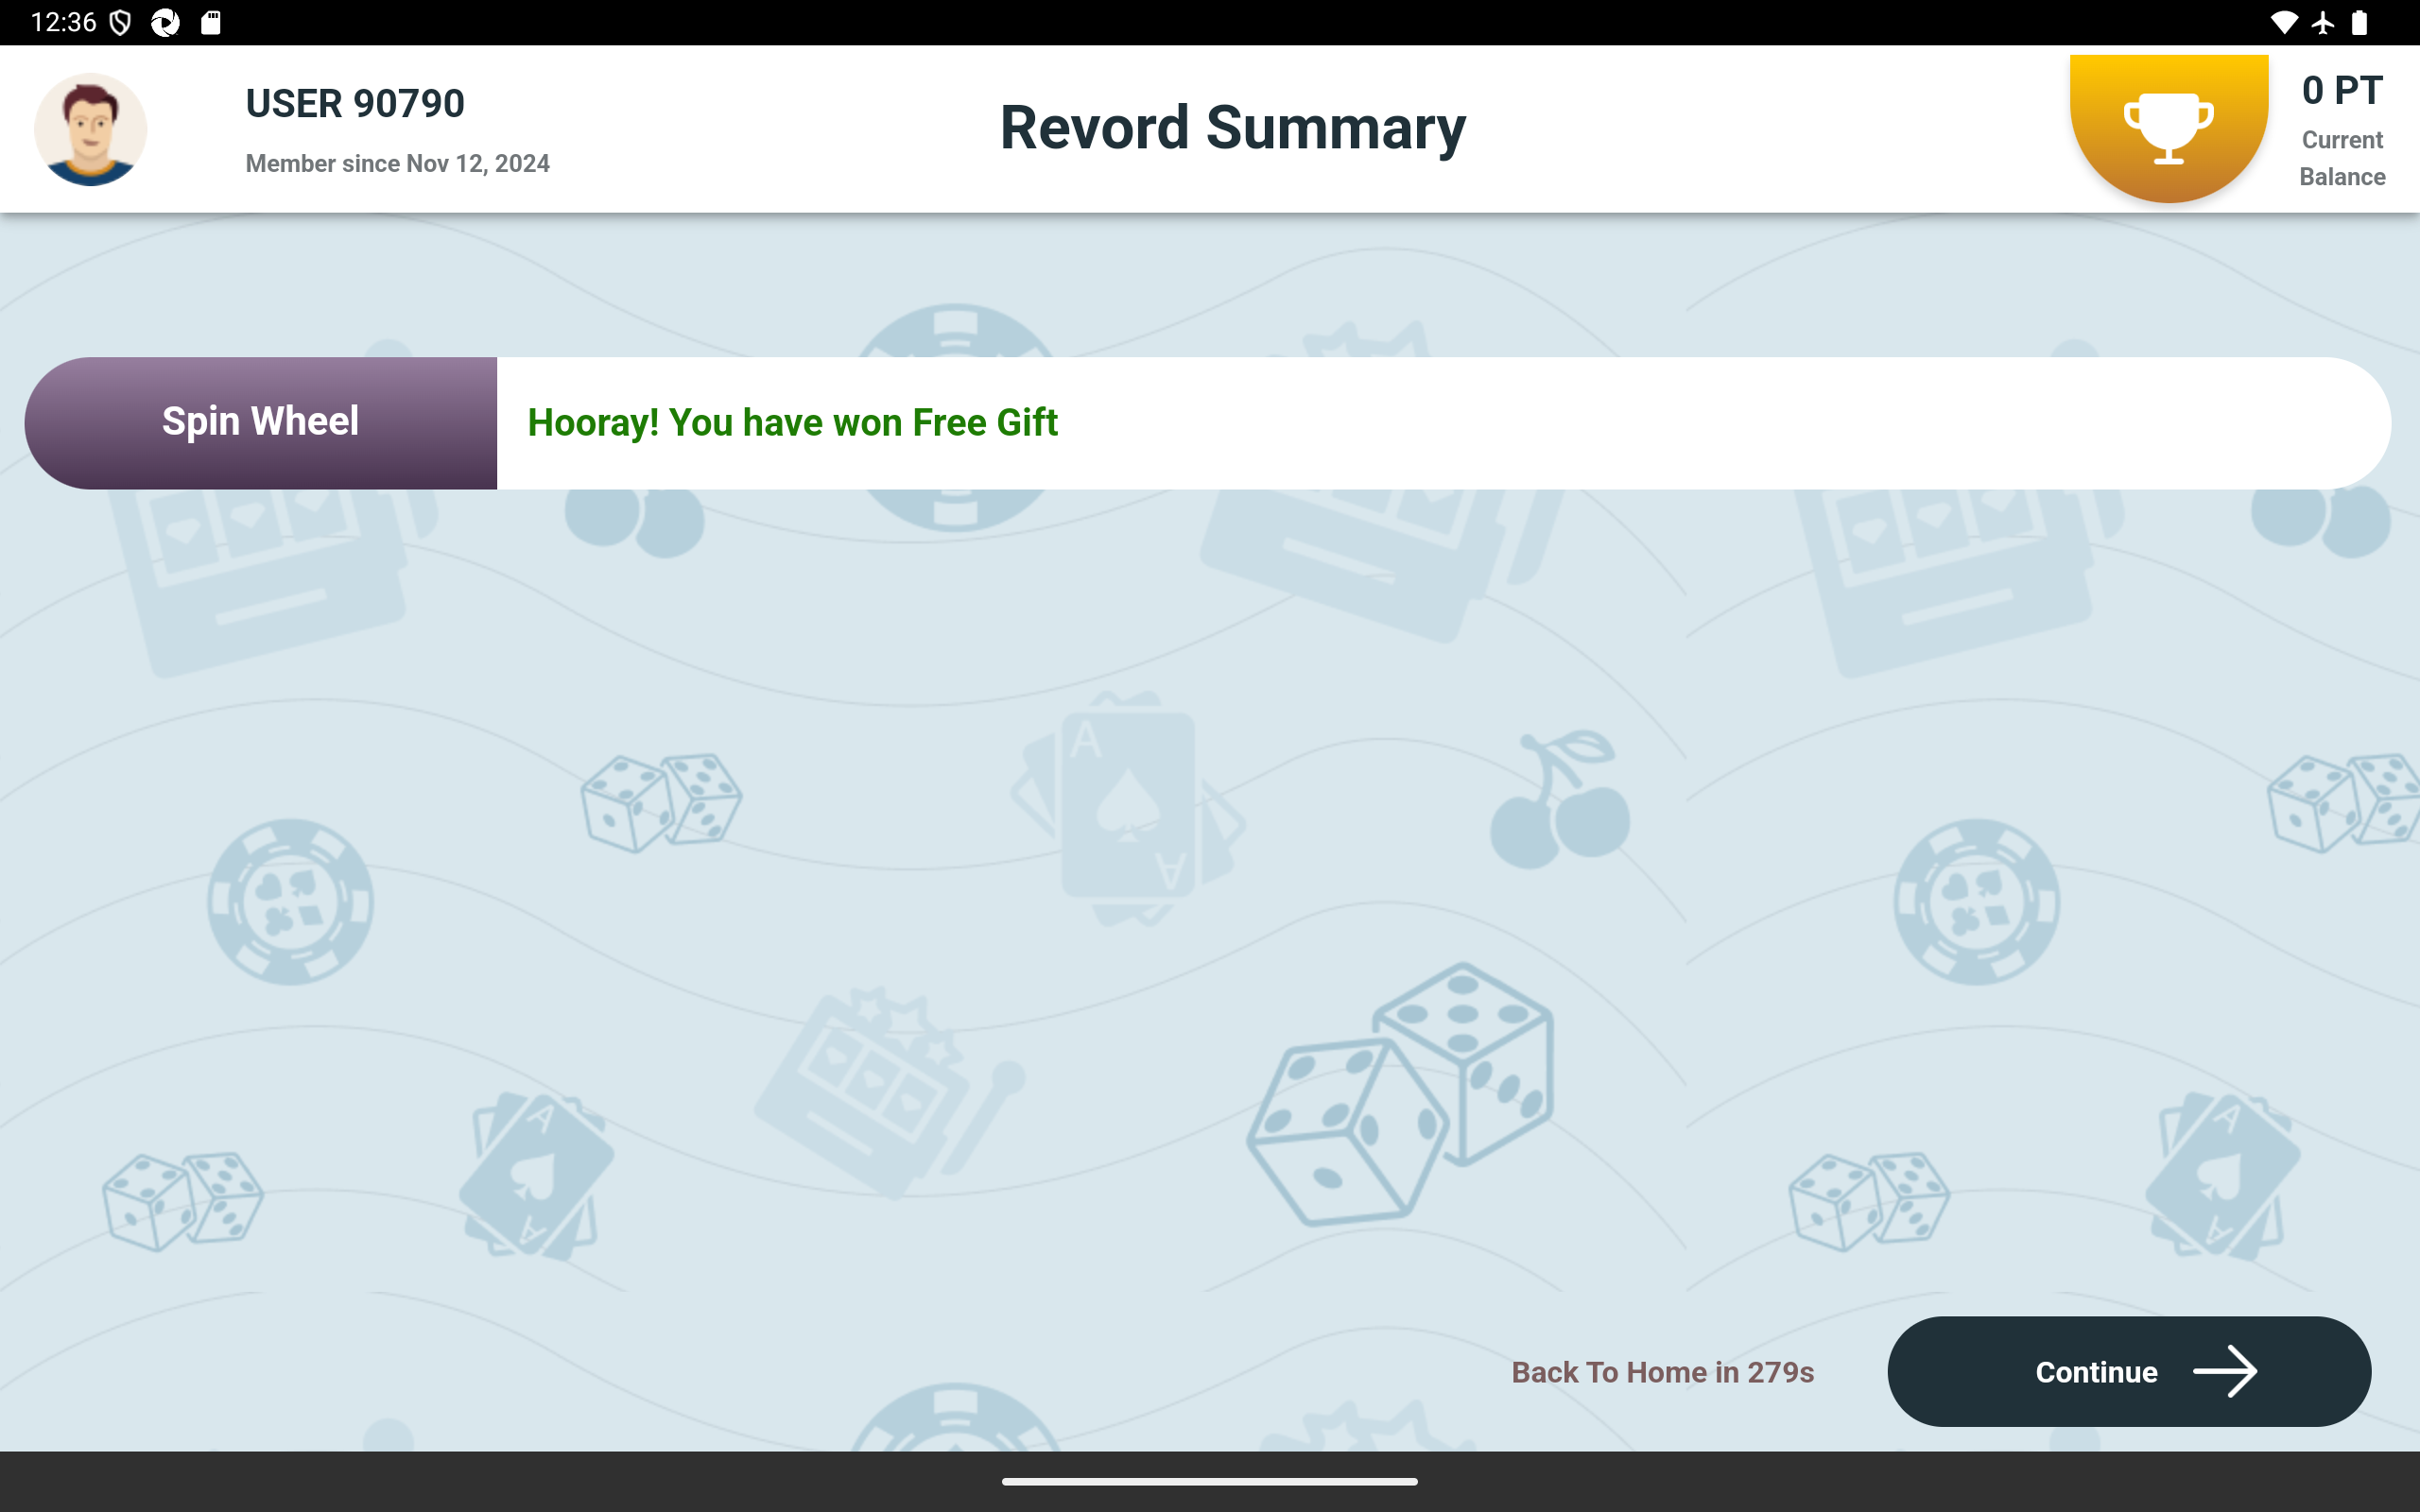 12:36
USER 90790
Member since Nov 12, 2024
Revord Summary
0 PT
Current
Balance
Spin Wheel
Hooray! You have won Free Gift
A
A
A
A
A
A
Back To Home in 279s
Continue